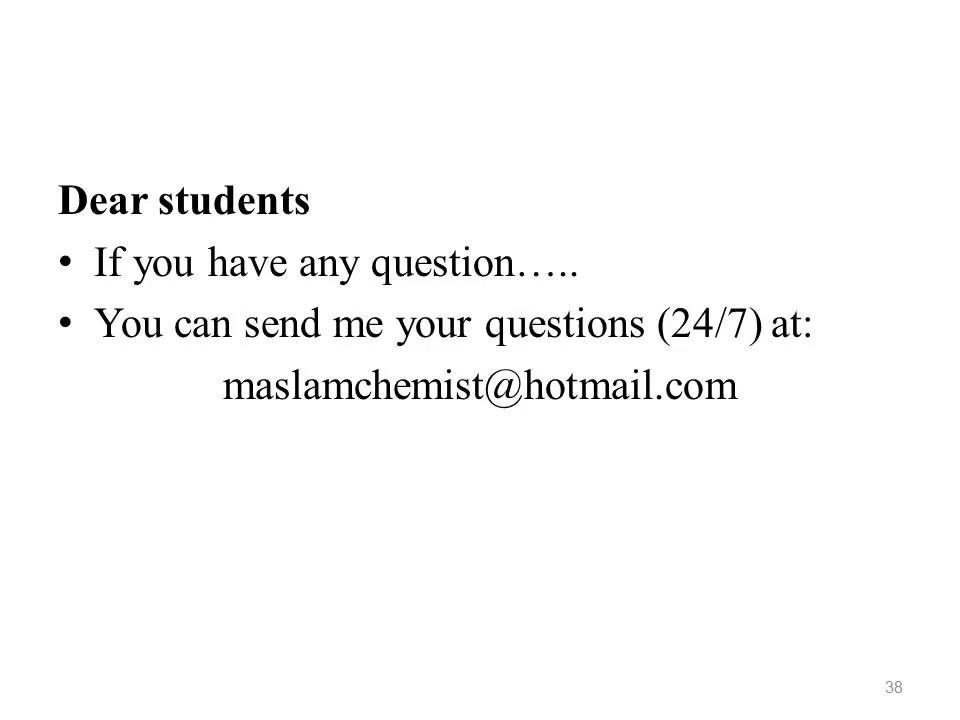 Dear students
• If you have any question…..
• You can send me your questions (24/7) at:
maslamchemist@hotmail.com
38